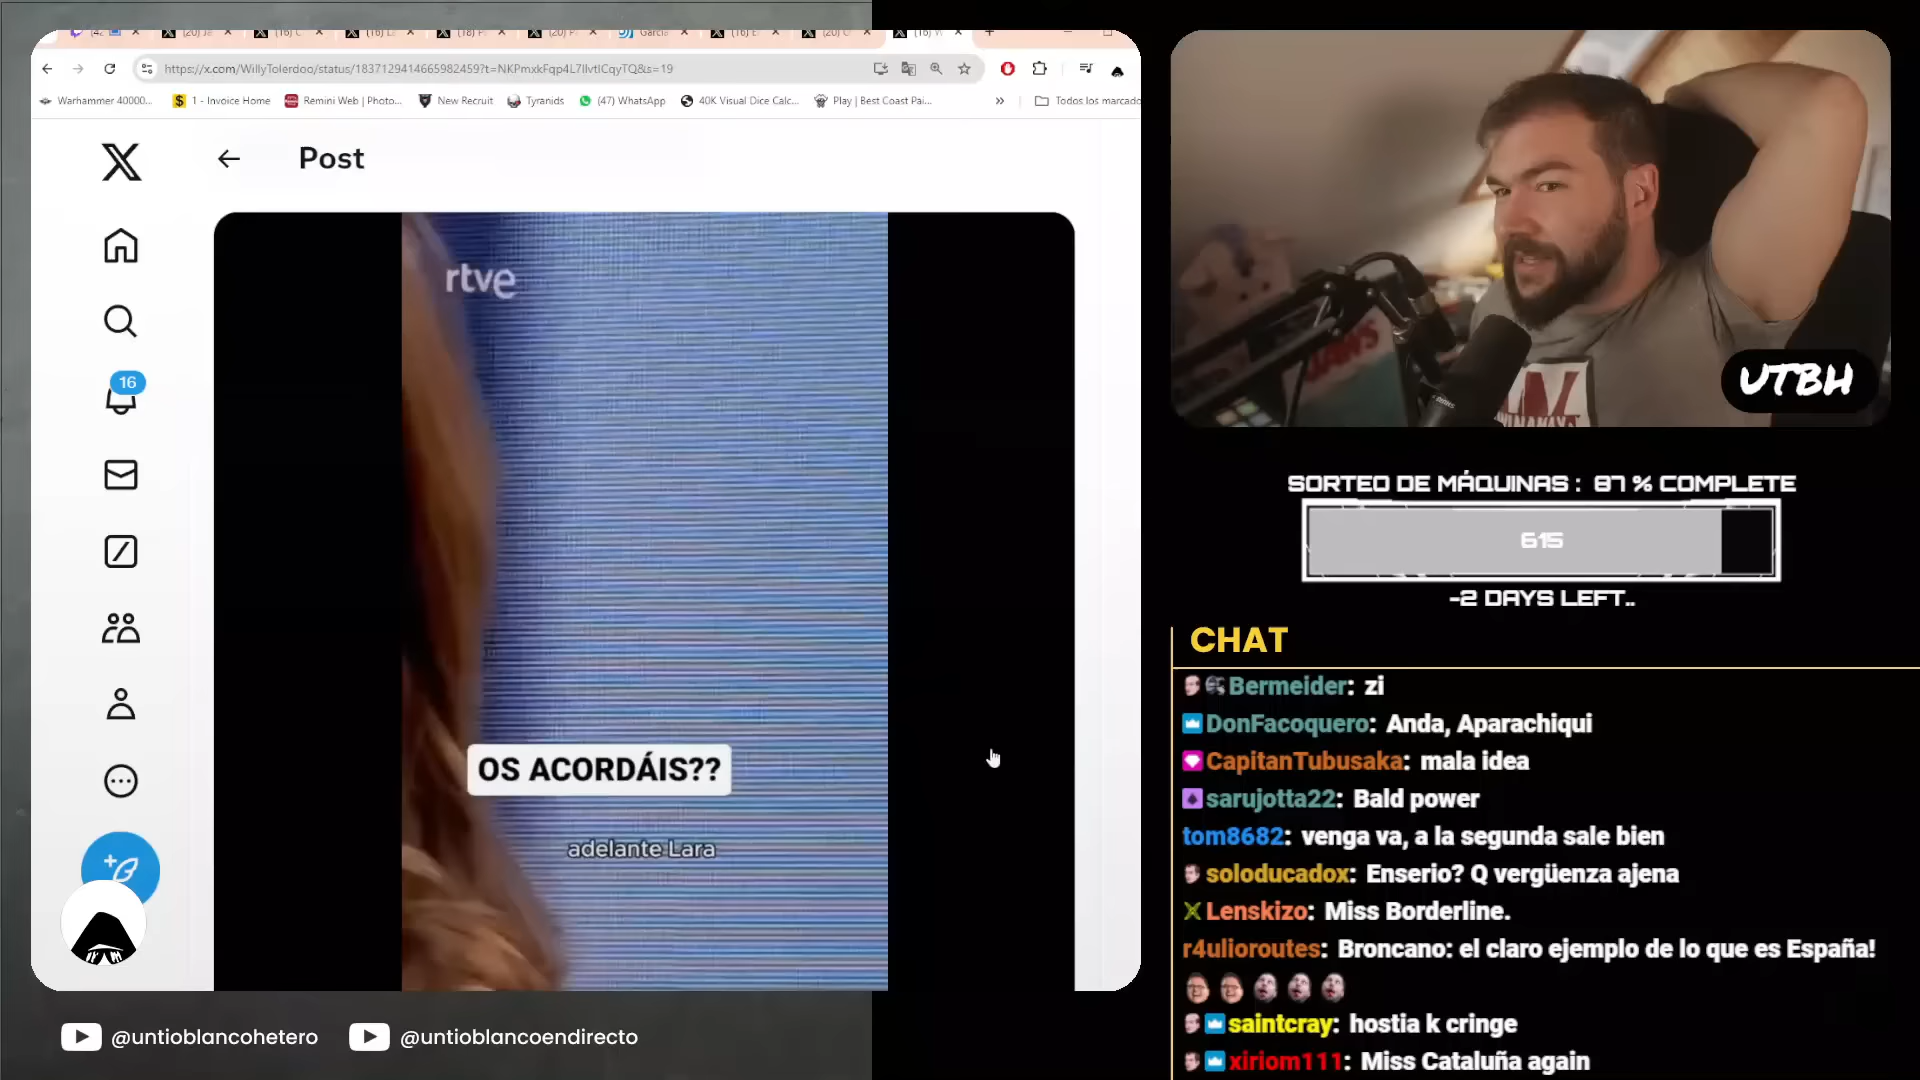 https://x.com/WillyTolerdoo/status/1837129414665982459?t=NKPmxkFqp4L7IlvtlCqyTQ&s=19
Warhammer 40000...
1 - Invoice Home
Remini Web | Photo...
New Recruit
Tyranids
(47) WhatsApp
40K Visual Dice Calc...
Play | Best Coast Pai...
Todos los marcado
Post
16
rtve
OS ACORDÁIS??
adelante Lara
@untioblancohetero
@untioblancoendirecto
UTBH
SORTEO DE MÁQUINAS : 87 % COMPLETE
615
-2 DAYS LEFT..
CHAT
Bermeider: zi
DonFacoquero: Anda, Aparachiqui
CapitanTubusaka: mala idea
sarujotta22: Bald power
tom8682: venga va, a la segunda sale bien
soloducadox: Enserio? Q vergüenza ajena
Lenskizo: Miss Borderline.
r4ulioroutes: Broncano: el claro ejemplo de lo que es España!
saintcray: hostia k cringe
xiriom111: Miss Cataluña again